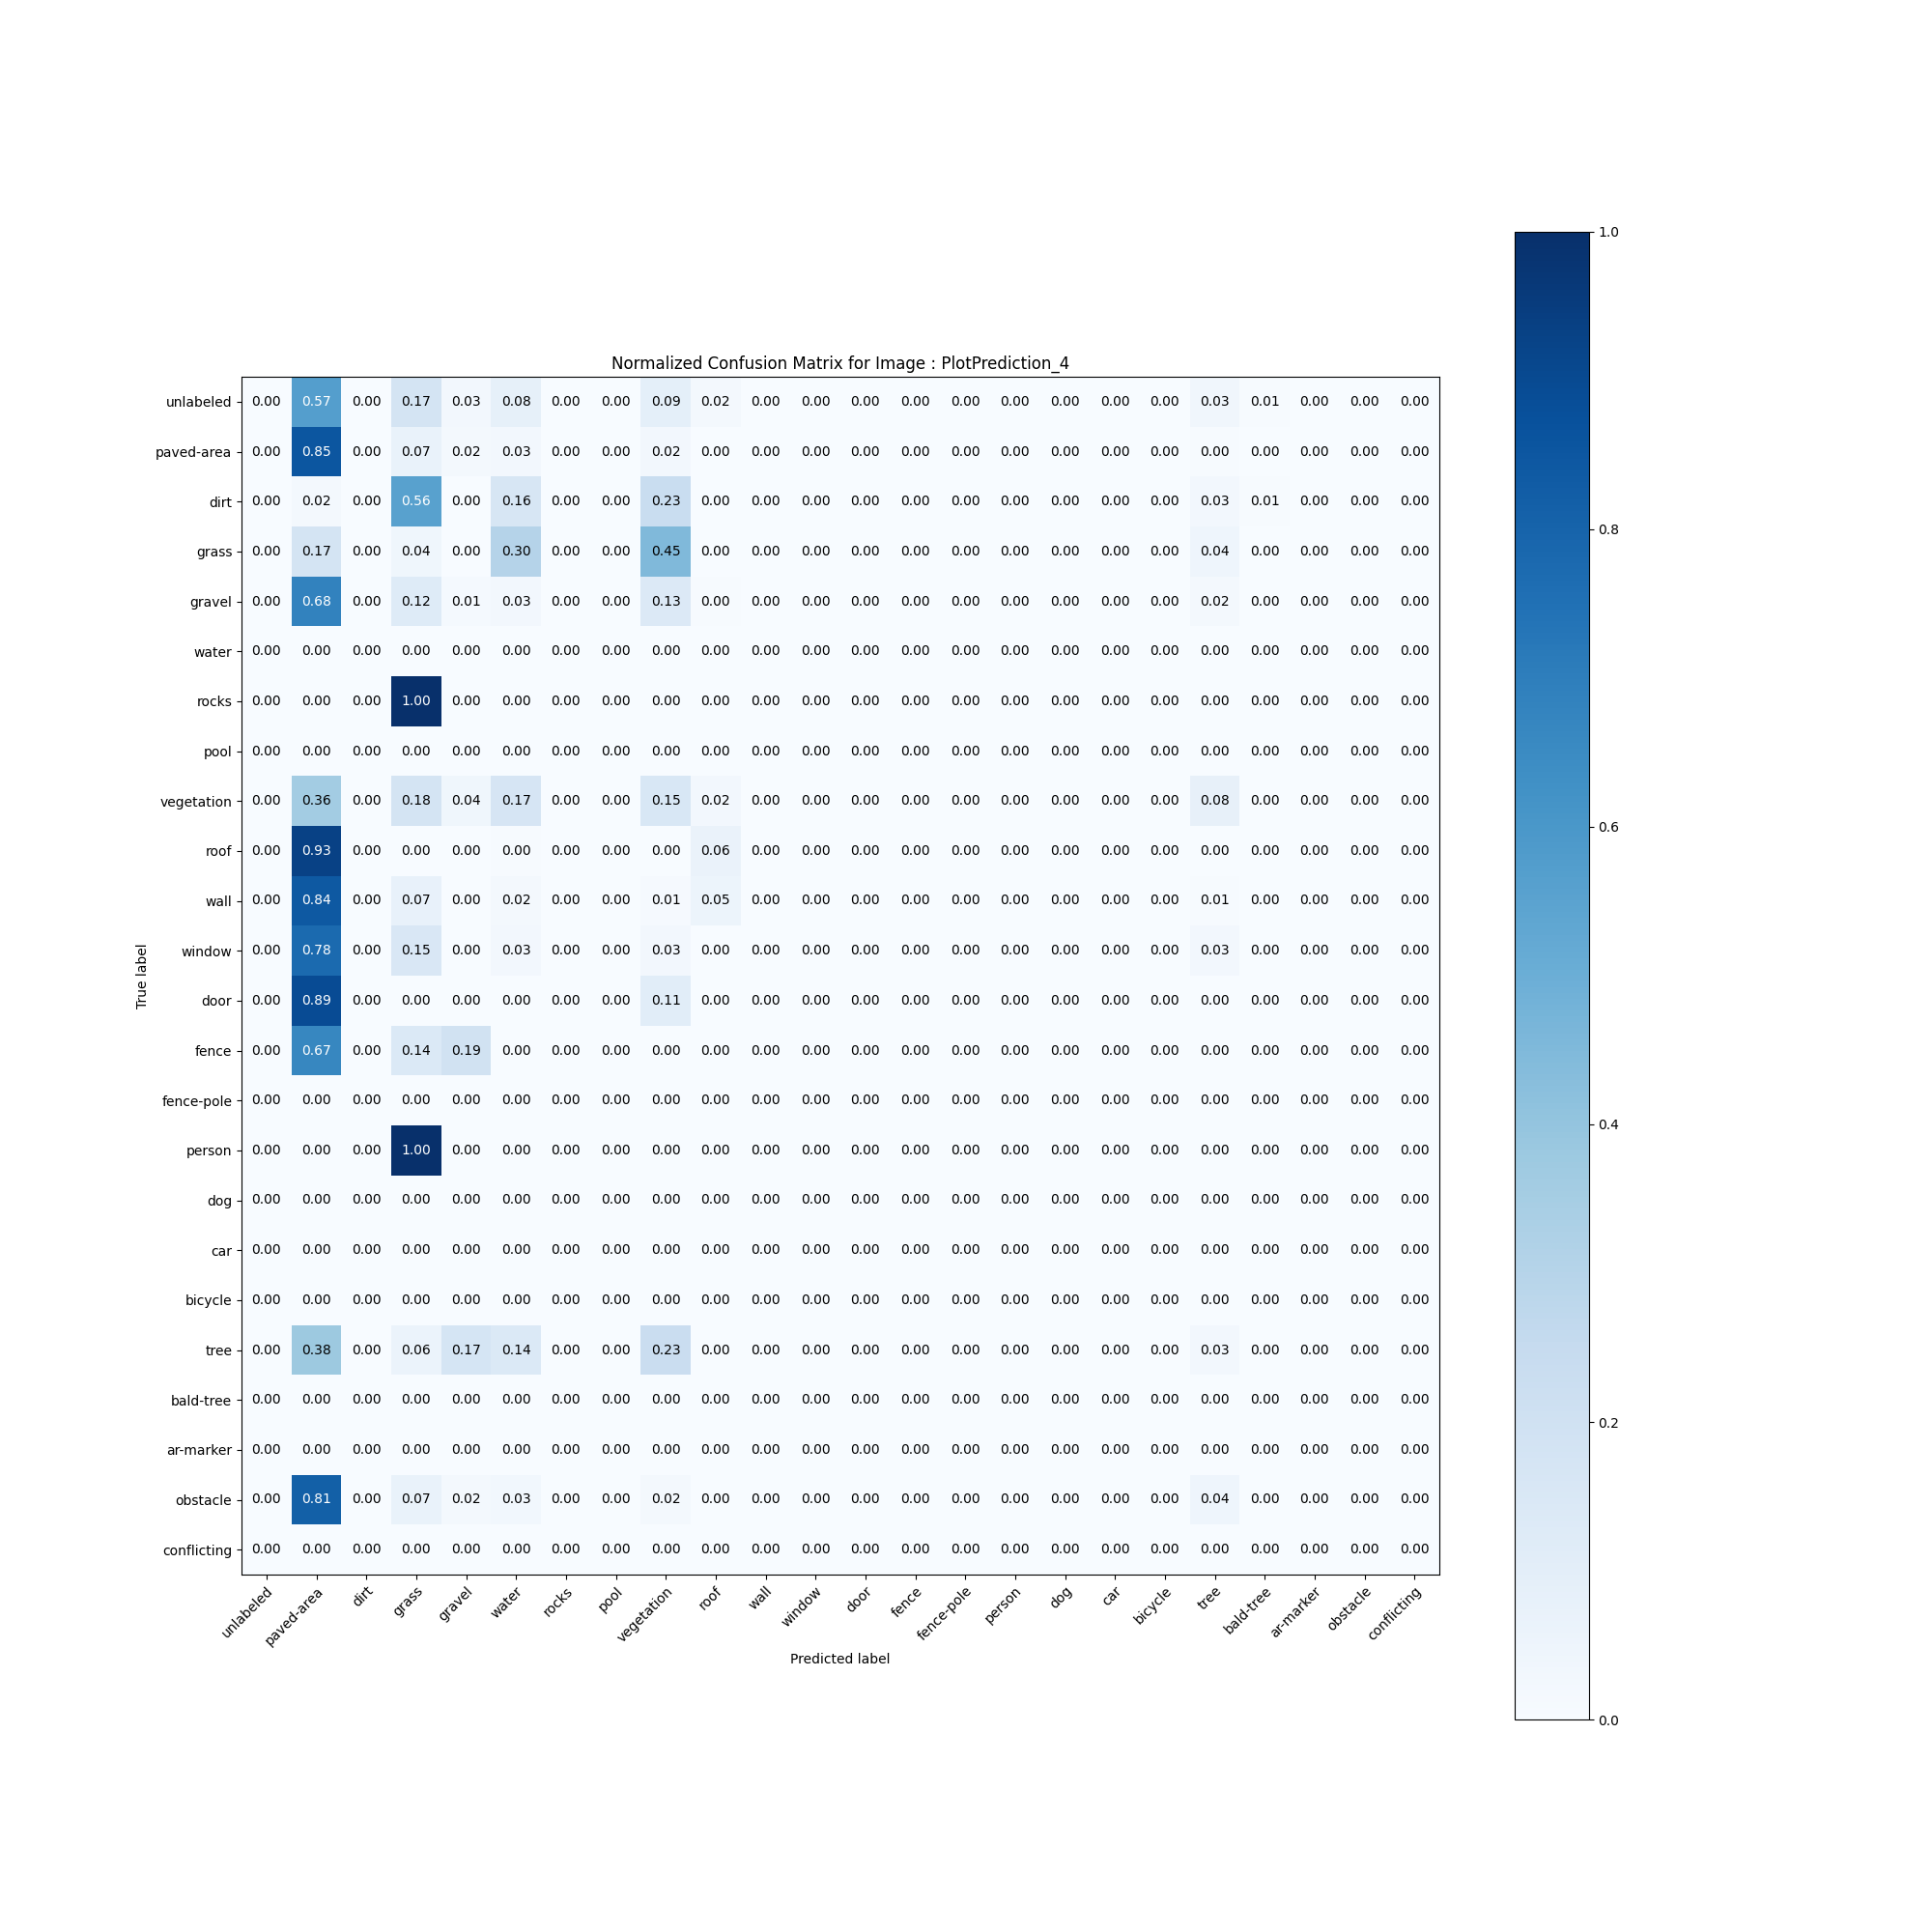 Normalized Confusion Matrix for Image : PlotPrediction_4
unlabeled 0.00 0.57 0.00 0.17 0.03 0.08 0.00 0.00 0.09 0.02 0.00 0.00 0.00 0.00 0.00 0.00 0.00 0.00 0.00 0.03 0.01 0.00 0.00 0.00
paved-area 0.00 0.85 0.00 0.07 0.02 0.03 0.00 0.00 0.02 0.00 0.00 0.00 0.00 0.00 0.00 0.00 0.00 0.00 0.00 0.00 0.00 0.00 0.00 0.00
dirt 0.00 0.02 0.00 0.56 0.00 0.16 0.00 0.00 0.23 0.00 0.00 0.00 0.00 0.00 0.00 0.00 0.00 0.00 0.00 0.03 0.01 0.00 0.00 0.00
grass 0.00 0.17 0.00 0.04 0.00 0.30 0.00 0.00 0.45 0.00 0.00 0.00 0.00 0.00 0.00 0.00 0.00 0.00 0.00 0.04 0.00 0.00 0.00 0.00
gravel 0.00 0.68 0.00 0.12 0.01 0.03 0.00 0.00 0.13 0.00 0.00 0.00 0.00 0.00 0.00 0.00 0.00 0.00 0.00 0.02 0.00 0.00 0.00 0.00
water 0.00 0.00 0.00 0.00 0.00 0.00 0.00 0.00 0.00 0.00 0.00 0.00 0.00 0.00 0.00 0.00 0.00 0.00 0.00 0.00 0.00 0.00 0.00 0.00
rocks 0.00 0.00 0.00 1.00 0.00 0.00 0.00 0.00 0.00 0.00 0.00 0.00 0.00 0.00 0.00 0.00 0.00 0.00 0.00 0.00 0.00 0.00 0.00 0.00
pool 0.00 0.00 0.00 0.00 0.00 0.00 0.00 0.00 0.00 0.00 0.00 0.00 0.00 0.00 0.00 0.00 0.00 0.00 0.00 0.00 0.00 0.00 0.00 0.00
vegetation 0.00 0.36 0.00 0.18 0.04 0.17 0.00 0.00 0.15 0.02 0.00 0.00 0.00 0.00 0.00 0.00 0.00 0.00 0.00 0.08 0.00 0.00 0.00 0.00
roof 0.00 0.93 0.00 0.00 0.00 0.00 0.00 0.00 0.00 0.06 0.00 0.00 0.00 0.00 0.00 0.00 0.00 0.00 0.00 0.00 0.00 0.00 0.00 0.00
wall 0.00 0.84 0.00 0.07 0.00 0.02 0.00 0.00 0.01 0.05 0.00 0.00 0.00 0.00 0.00 0.00 0.00 0.00 0.00 0.01 0.00 0.00 0.00 0.00
window 0.00 0.78 0.00 0.15 0.00 0.03 0.00 0.00 0.03 0.00 0.00 0.00 0.00 0.00 0.00 0.00 0.00 0.00 0.00 0.03 0.00 0.00 0.00 0.00
door 0.00 0.89 0.00 0.00 0.00 0.00 0.00 0.00 0.11 0.00 0.00 0.00 0.00 0.00 0.00 0.00 0.00 0.00 0.00 0.00 0.00 0.00 0.00 0.00
fence 0.00 0.67 0.00 0.14 0.19 0.00 0.00 0.00 0.00 0.00 0.00 0.00 0.00 0.00 0.00 0.00 0.00 0.00 0.00 0.00 0.00 0.00 0.00 0.00
fence-pole 0.00 0.00 0.00 0.00 0.00 0.00 0.00 0.00 0.00 0.00 0.00 0.00 0.00 0.00 0.00 0.00 0.00 0.00 0.00 0.00 0.00 0.00 0.00 0.00
person 0.00 0.00 0.00 1.00 0.00 0.00 0.00 0.00 0.00 0.00 0.00 0.00 0.00 0.00 0.00 0.00 0.00 0.00 0.00 0.00 0.00 0.00 0.00 0.00
dog 0.00 0.00 0.00 0.00 0.00 0.00 0.00 0.00 0.00 0.00 0.00 0.00 0.00 0.00 0.00 0.00 0.00 0.00 0.00 0.00 0.00 0.00 0.00 0.00
car 0.00 0.00 0.00 0.00 0.00 0.00 0.00 0.00 0.00 0.00 0.00 0.00 0.00 0.00 0.00 0.00 0.00 0.00 0.00 0.00 0.00 0.00 0.00 0.00
bicycle 0.00 0.00 0.00 0.00 0.00 0.00 0.00 0.00 0.00 0.00 0.00 0.00 0.00 0.00 0.00 0.00 0.00 0.00 0.00 0.00 0.00 0.00 0.00 0.00
tree 0.00 0.38 0.00 0.06 0.17 0.14 0.00 0.00 0.23 0.00 0.00 0.00 0.00 0.00 0.00 0.00 0.00 0.00 0.00 0.03 0.00 0.00 0.00 0.00
bald-tree 0.00 0.00 0.00 0.00 0.00 0.00 0.00 0.00 0.00 0.00 0.00 0.00 0.00 0.00 0.00 0.00 0.00 0.00 0.00 0.00 0.00 0.00 0.00 0.00
ar-marker 0.00 0.00 0.00 0.00 0.00 0.00 0.00 0.00 0.00 0.00 0.00 0.00 0.00 0.00 0.00 0.00 0.00 0.00 0.00 0.00 0.00 0.00 0.00 0.00
obstacle 0.00 0.81 0.00 0.07 0.02 0.03 0.00 0.00 0.02 0.00 0.00 0.00 0.00 0.00 0.00 0.00 0.00 0.00 0.00 0.04 0.00 0.00 0.00 0.00
conflicting 0.00 0.00 0.00 0.00 0.00 0.00 0.00 0.00 0.00 0.00 0.00 0.00 0.00 0.00 0.00 0.00 0.00 0.00 0.00 0.00 0.00 0.00 0.00 0.00
unlabeled paved-area dirt grass gravel water rocks pool vegetation roof wall window door fence fence-pole person dog car bicycle tree bald-tree ar-marker obstacle conflicting
Predicted label
True label
1.0
0.8
0.6
0.4
0.2
0.0